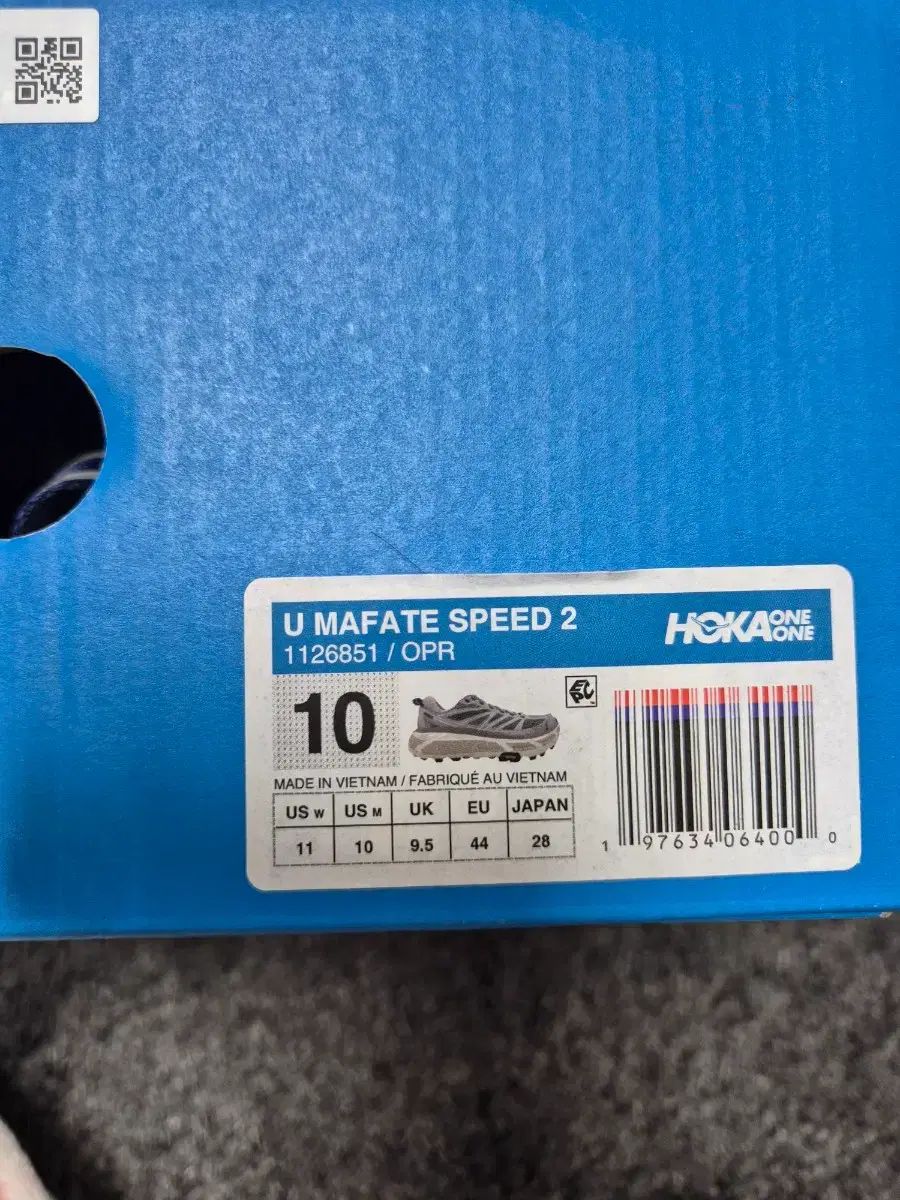 U MAFATE SPEED 2
1126851 / OPR
HOKA ONE ONE
10
EPC
MADE IN VIETNAM / FABRIQUÉ AU VIETNAM
US W US M UK EU JAPAN
11 10 9.5 44 28
1 97634 06400 0